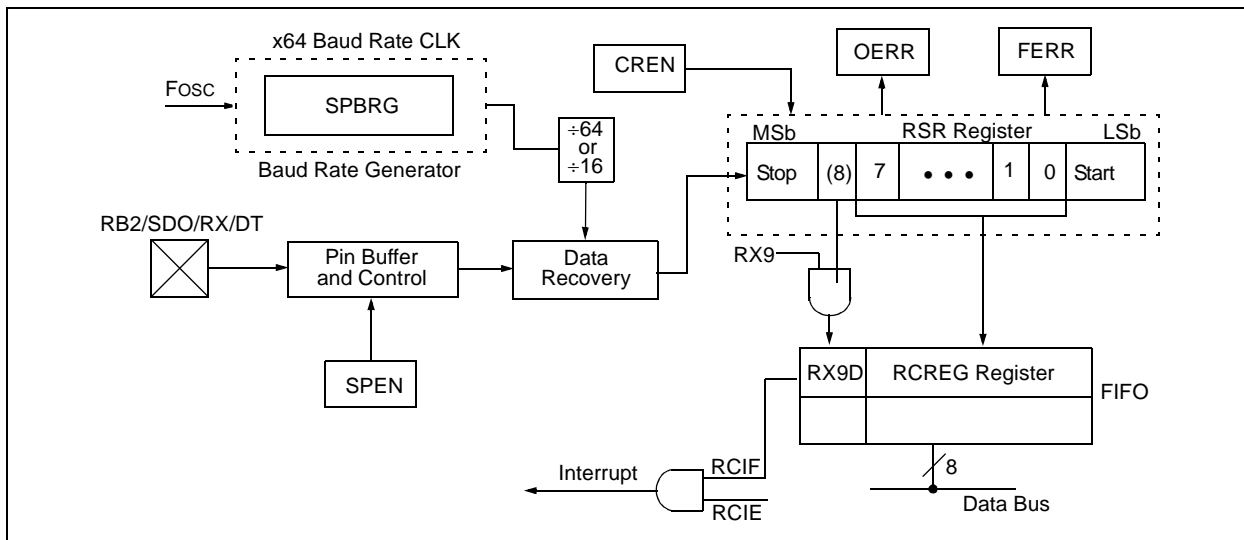 x64 Baud Rate CLK
FOSC
SPBRG
Baud Rate Generator
÷64
or
÷16
CREN
OERR
FERR
MSb
RSR Register
LSb
Stop
(8)
7
• • •
1
0
Start
RB2/SDO/RX/DT
Pin Buffer
and Control
Data
Recovery
RX9
SPEN
RX9D
RCREG Register
FIFO
Interrupt
RCIF
RCIE
8
Data Bus